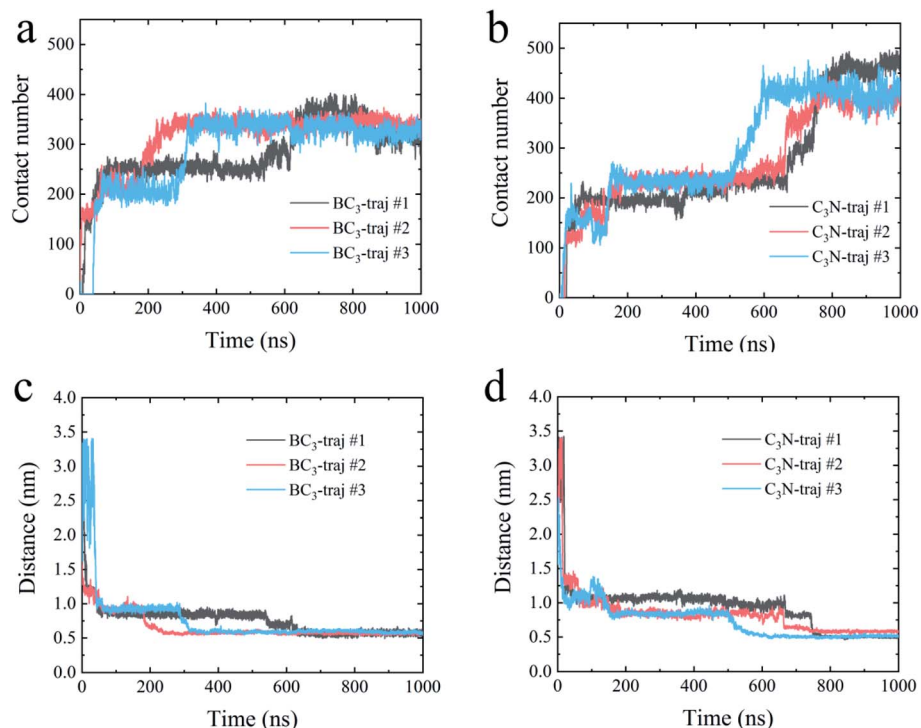 a
500
400
300
200
100
0
Contact number
BC₃-traj #1
BC₃-traj #2
BC₃-traj #3
0 200 400 600 800 1000
Time (ns)
b
500
400
300
200
100
0
Contact number
C₃N-traj #1
C₃N-traj #2
C₃N-traj #3
0 200 400 600 800 1000
Time (ns)
c
4.0
3.5
3.0
2.5
2.0
1.5
1.0
0.5
0.0
Distance (nm)
BC₃-traj #1
BC₃-traj #2
BC₃-traj #3
0 200 400 600 800 1000
Time (ns)
d
4.0
3.5
3.0
2.5
2.0
1.5
1.0
0.5
0.0
Distance (nm)
C₃N-traj #1
C₃N-traj #2
C₃N-traj #3
0 200 400 600 800 1000
Time (ns)